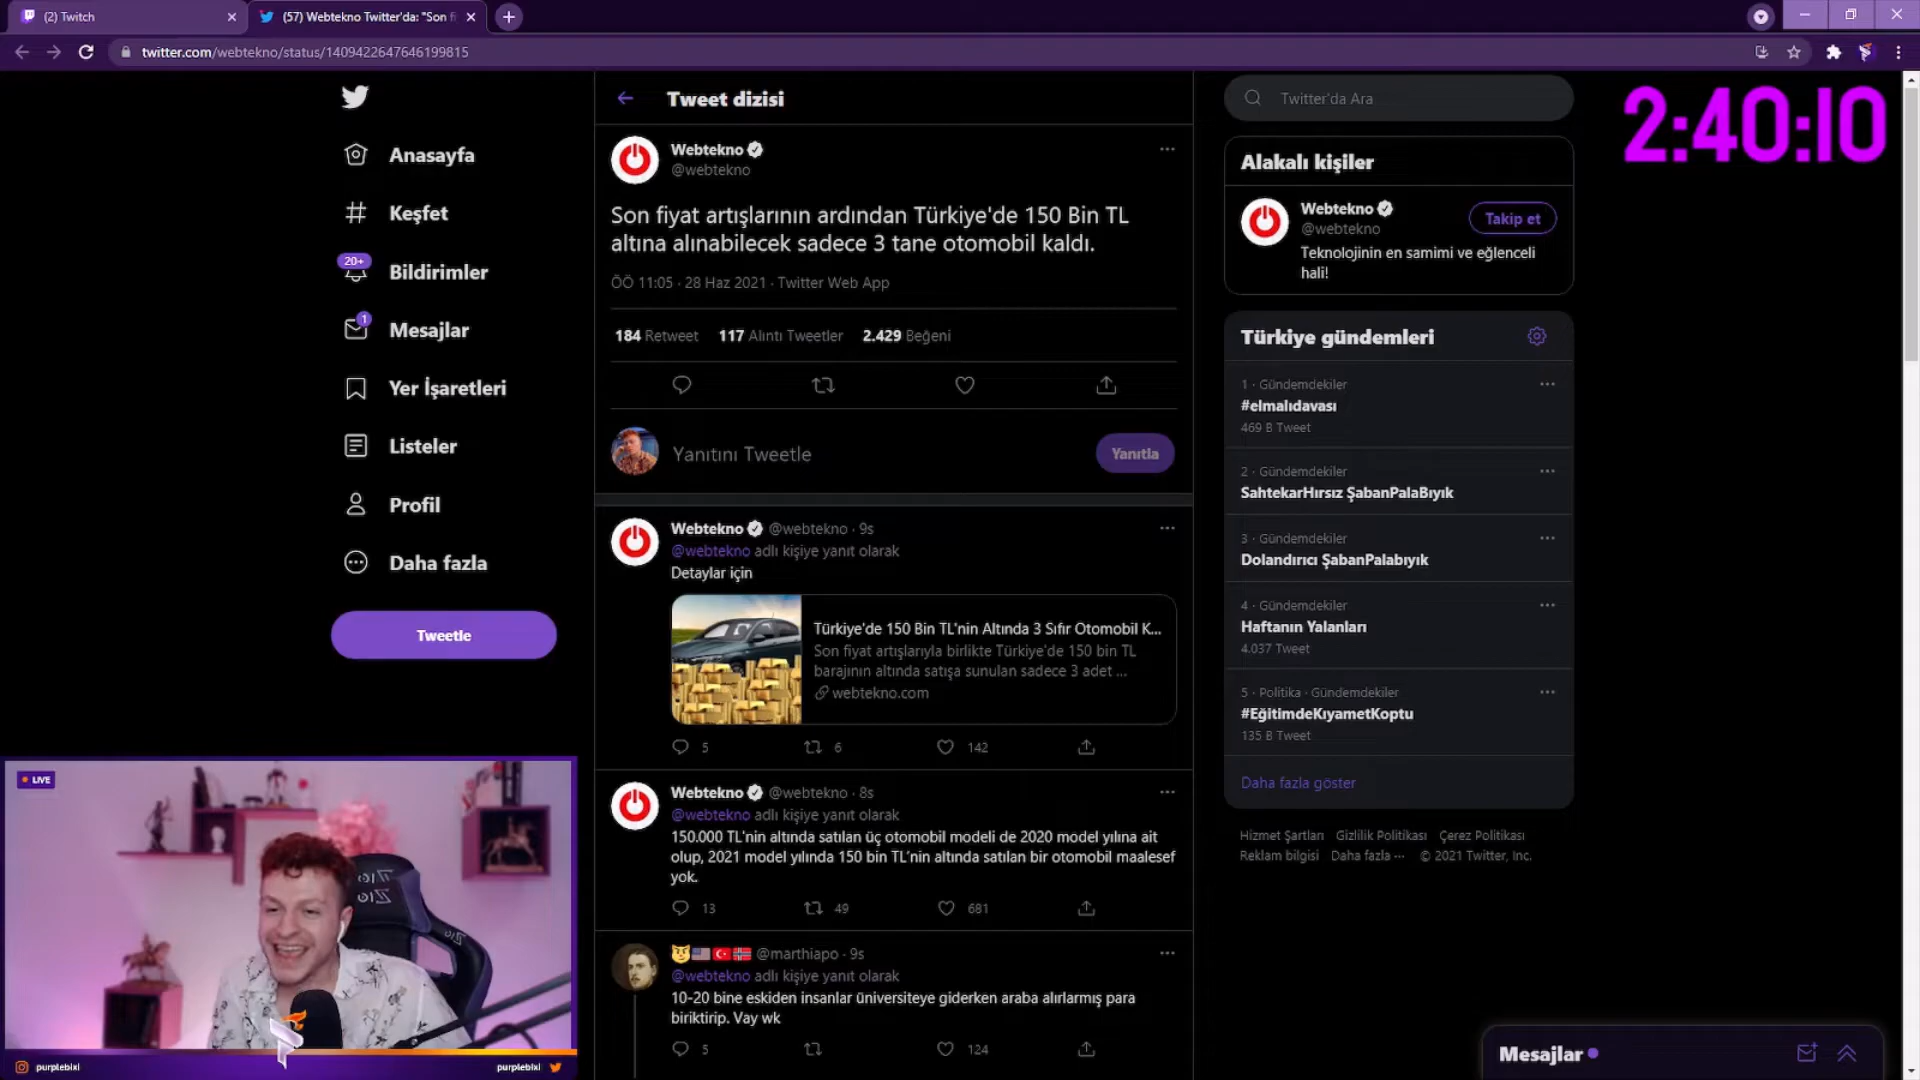 (2) Twitch
(57) Webtekno Twitter'da: "Son fi
twitter.com/webtekno/status/1409422647646199815
2:40:10
Anasayfa
Keşfet
20+
Bildirimler
1
Mesajlar
Yer İşaretleri
Listeler
Profil
Daha fazla
Tweetle
Tweet dizisi
Webtekno
@webtekno
Son fiyat artışlarının ardından Türkiye'de 150 Bin TL
altına alınabilecek sadece 3 tane otomobil kaldı.
ÖÖ 11:05 · 28 Haz 2021 · Twitter Web App
184 Retweet 117 Alıntı Tweetler 2.429 Beğeni
Yanıtını Tweetle
Yanıtla
Webtekno @webtekno · 9s
@webtekno adlı kişiye yanıt olarak
Detaylar için
Türkiye'de 150 Bin TL'nin Altında 3 Sıfır Otomobil K...
Son fiyat artışlarıyla birlikte Türkiye'de 150 bin TL
barajının altında satışa sunulan sadece 3 adet ...
webtekno.com
5 6 142
Webtekno @webtekno · 8s
@webtekno adlı kişiye yanıt olarak
150.000 TL'nin altında satılan üç otomobil modeli de 2020 model yılına ait
olup, 2021 model yılında 150 bin TL'nin altında satılan bir otomobil maalesef
yok.
13 49 681
@marthiapo · 9s
@webtekno adlı kişiye yanıt olarak
10-20 bine eskiden insanlar üniversiteye giderken araba alırlarmış para
biriktirip. Vay wk
5 124
Twitter'da Ara
Alakalı kişiler
Webtekno
@webtekno
Takip et
Teknolojinin en samimi ve eğlenceli
hali!
Türkiye gündemleri
1 · Gündemdekiler
#elmalıdavası
469 B Tweet
2 · Gündemdekiler
SahtekarHırsız ŞabanPalaBıyık
3 · Gündemdekiler
Dolandırıcı ŞabanPalabıyık
4 · Gündemdekiler
Haftanın Yalanları
4.037 Tweet
5 · Politika · Gündemdekiler
#EğitimdeKıyametKoptu
135 B Tweet
Daha fazla göster
Hizmet Şartları Gizlilik Politikası Çerez Politikası
Reklam bilgisi Daha fazla ··· © 2021 Twitter, Inc.
Mesajlar
LIVE
purplebixi
purplebixi